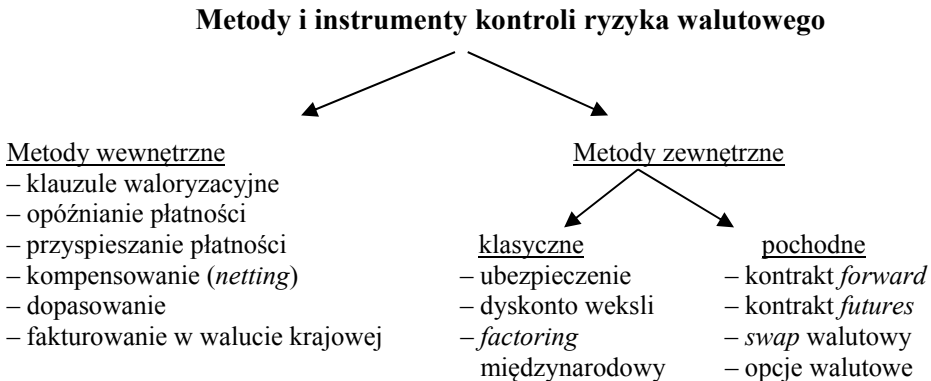 Metody i instrumenty kontroli ryzyka walutowego
Metody wewnętrzne
– klauzule waloryzacyjne
– opóźnianie płatności
– przyspieszanie płatności
– kompensowanie (netting)
– dopasowanie
– fakturowanie w walucie krajowej
Metody zewnętrzne
klasyczne
– ubezpieczenie
– dyskonto weksli
– factoring
międzynarodowy
pochodne
– kontrakt forward
– kontrakt futures
– swap walutowy
– opcje walutowe